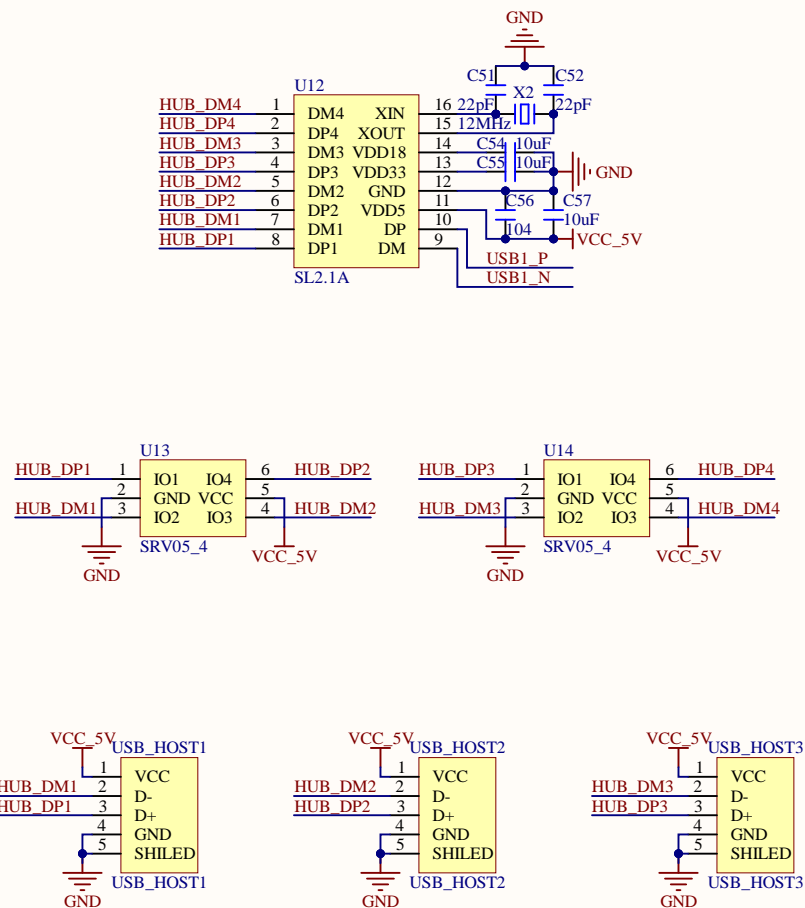 GND
C51 C52
U12 X2
HUB_DM4 1 DM4 XIN 16 22pF 22pF
HUB_DP4 2 DP4 XOUT 15 12MHz
HUB_DM3 3 DM3 VDD18 14 C54 10uF
HUB_DP3 4 DP3 VDD33 13 C55 10uF GND
HUB_DM2 5 DM2 GND 12
HUB_DP2 6 DP2 VDD5 11 C56 C57
HUB_DM1 7 DM1 DP 10 104 10uF
HUB_DP1 8 DP1 DM 9 VCC_5V
USB1_P
SL2.1A USB1_N
U13 U14
HUB_DP1 1 IO1 IO4 6 HUB_DP2 HUB_DP3 1 IO1 IO4 6 HUB_DP4
2 GND VCC 5 2 GND VCC 5
HUB_DM1 3 IO2 IO3 4 HUB_DM2 HUB_DM3 3 IO2 IO3 4 HUB_DM4
SRV05_4 VCC_5V SRV05_4 VCC_5V
GND GND
VCC_5V USB_HOST1 VCC_5V USB_HOST2 VCC_5V USB_HOST3
1 VCC 1 VCC 1 VCC
HUB_DM1 2 D- HUB_DM2 2 D- HUB_DM3 2 D-
HUB_DP1 3 D+ HUB_DP2 3 D+ HUB_DP3 3 D+
4 GND 4 GND 4 GND
5 SHILED 5 SHILED 5 SHILED
USB_HOST1 USB_HOST2 USB_HOST3
GND GND GND